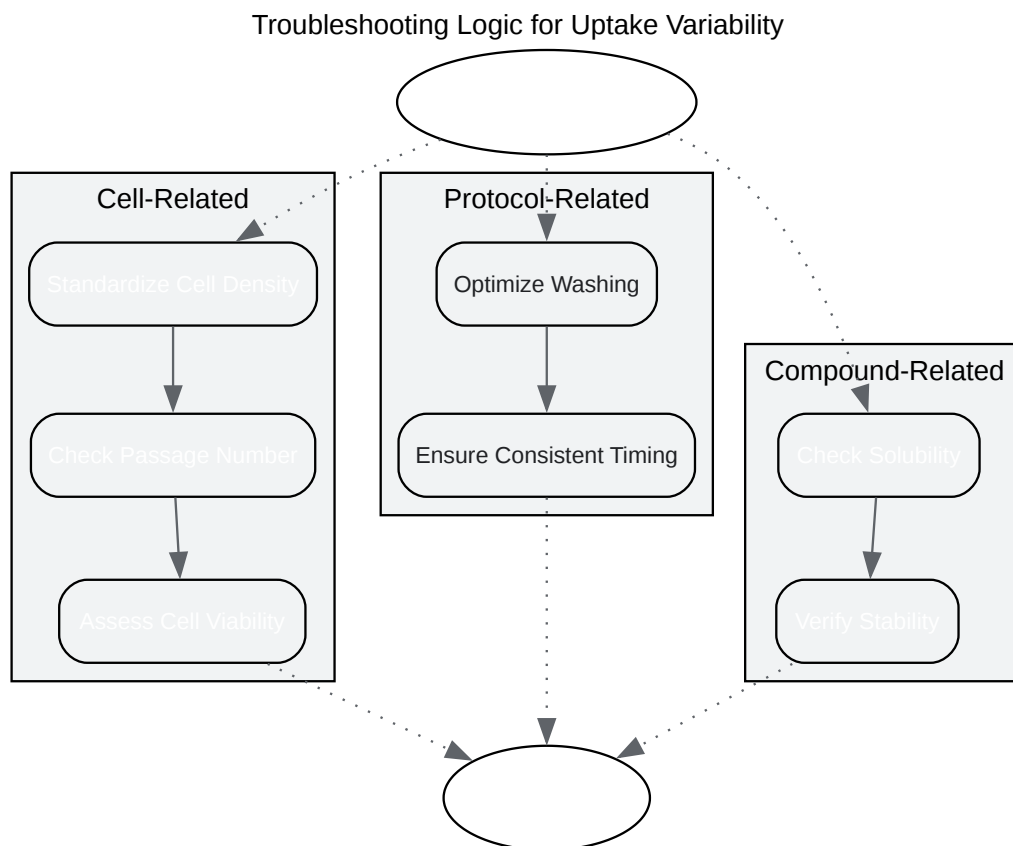 Troubleshooting Logic for Uptake Variability
Cell-Related
Standardize Cell Density
Check Passage Number
Assess Cell Viability
Protocol-Related
Optimize Washing
Ensure Consistent Timing
Compound-Related
Check Solubility
Verify Stability